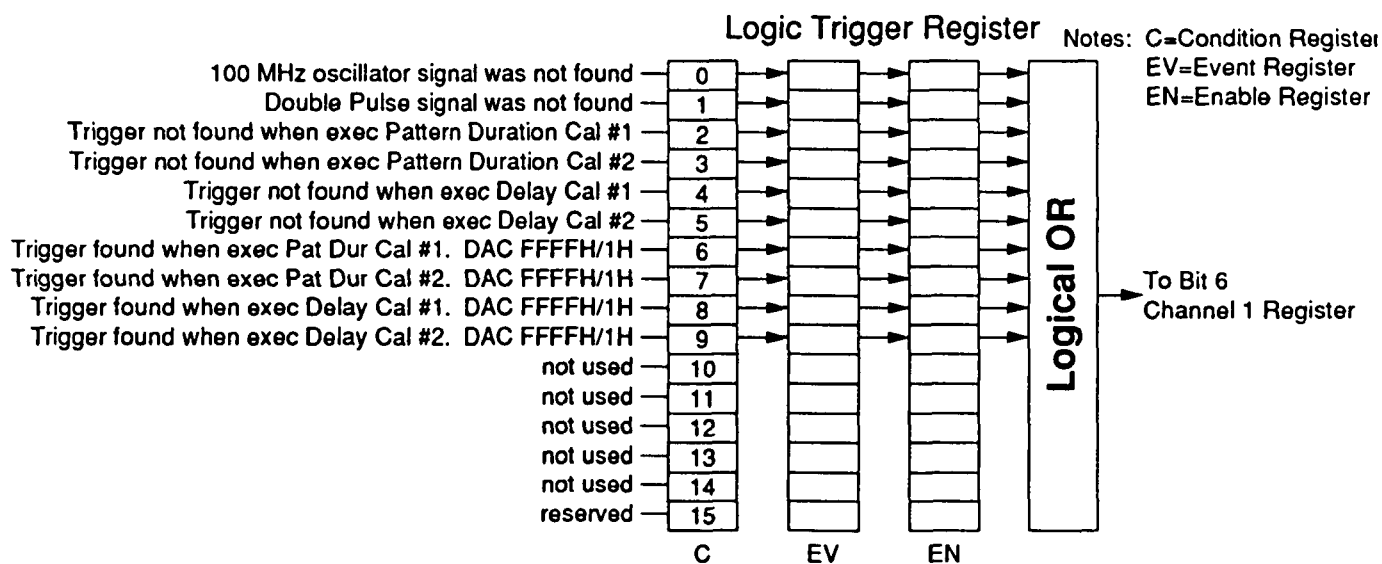 Logic Trigger Register
Notes: C=Condition Register
EV=Event Register
EN=Enable Register
100 MHz oscillator signal was not found 0
Double Pulse signal was not found 1
Trigger not found when exec Pattern Duration Cal #1 2
Trigger not found when exec Pattern Duration Cal #2 3
Trigger not found when exec Delay Cal #1 4
Trigger not found when exec Delay Cal #2 5
Trigger found when exec Pat Dur Cal #1. DAC FFFFH/1H 6
Trigger found when exec Pat Dur Cal #2. DAC FFFFH/1H 7
Trigger found when exec Delay Cal #1. DAC FFFFH/1H 8
Trigger found when exec Delay Cal #2. DAC FFFFH/1H 9
not used 10
not used 11
not used 12
not used 13
not used 14
reserved 15
Logical OR
To Bit 6
Channel 1 Register
C EV EN